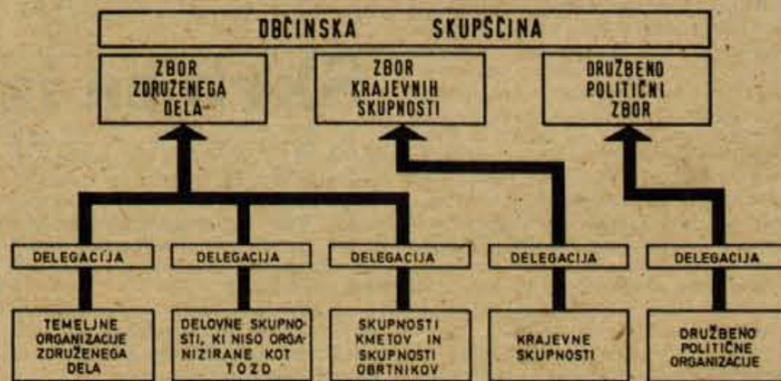 OBČINSKA SKUPŠČINA
ZBOR
ZDRUŽENEGA
DELA
ZBOR
KRAJEVNIH
SKUPNOSTI
DRUŽBENO
POLITIČNI
ZBOR
DELEGACIJA
DELEGACIJA
DELEGACIJA
DELEGACIJA
DELEGACIJA
TEMELJNE
ORGANIZACIJE
ZDRUŽENEGA
DELA
DELOVNE SKUPNO-
STI, KI NISO ORGA-
NIZIRANE KOT
TOZD
SKUPNOSTI
KMETOV IN
SKUPNOSTI
OBRTNIKOV
KRAJEVNE
SKUPNOSTI
DRUŽBENO
POLITIČNE
ORGANIZACIJE